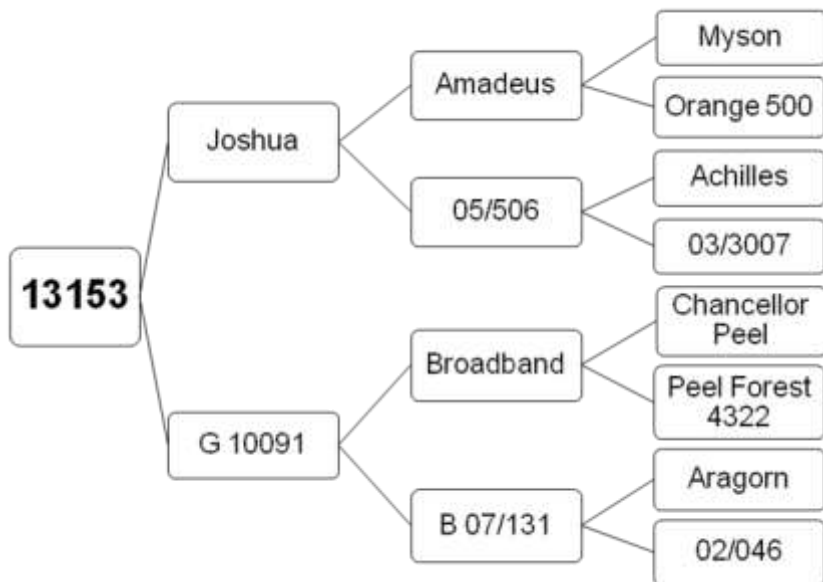 Myson
Amadeus
Orange 500
Joshua
Achilles
05/506
03/3007
13153
Chancellor
Peel
Broadband
Peel Forest
4322
G 10091
Aragorn
B 07/131
02/046